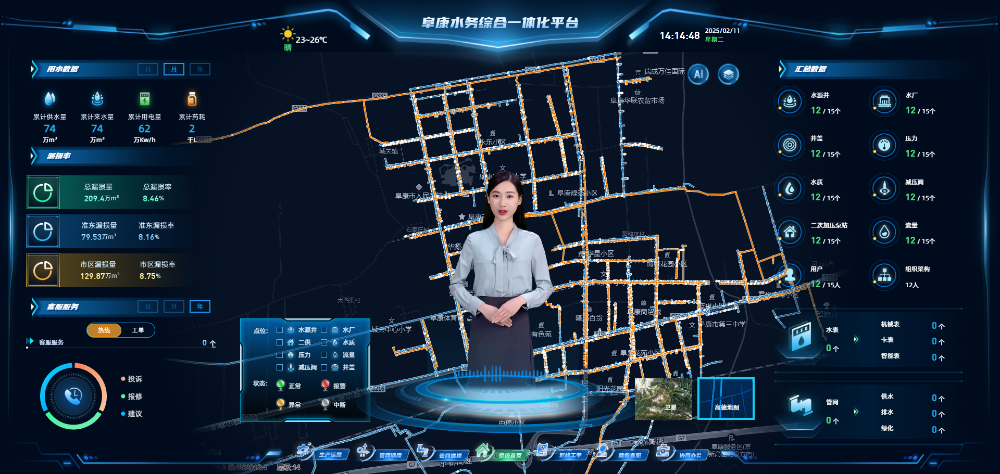 阜康水务综合一体化平台
23~26℃
晴
14:14:48
2025/02/11
星期二
用水数据
日
月
年
累计供水量
74
万m³
累计来水量
74
万m³
累计用电量
62
万Kw/h
累计药耗
2
千L
漏损率
总漏损量
209.4万m³
总漏损率
8.46%
准东漏损量
79.53万m³
准东漏损率
8.16%
市区漏损量
129.87万m³
市区漏损率
8.75%
客服服务
日
月
年
热线
工单
客服服务
0个
投诉
报修
建议
点位:
水源井
水厂
二供
水质
压力
流量
减压阀
井盖
状态:
正常
报警
异常
中断
Ai
汇总数据
水源井
12 / 15个
水厂
12 / 15个
井盖
12 / 15个
压力
12 / 15个
水质
12 / 15个
减压阀
12 / 15个
二次加压泵站
12 / 15个
流量
12 / 15个
用户
12 / 15人
组织架构
12人
水表
0个
机械表
0个
卡表
0个
智能表
0个
管网
0个
供水
0个
排水
0个
绿化
0个
卫星
高德地图
生产运营
管网调度
管网漏损
系统首页
巡检工单
营收客服
协同办公
层级:14
G335
G335
G216
G7
G7
G7
瑞成万佳国际
阜康华联农贸市场
永乐小区
城关镇
阜康市人民医院
阜港绿苑小区
石家庄村
黄鸭坑村
华星小区
博雅花园小区
大西渠村
阜康体育馆
城关中心小学
隆生百货
有色苑
阜康市第三中学
瑶池园
阳光花园
中粮小区
京新高速
阜康服务区(京
新高速北京方向)